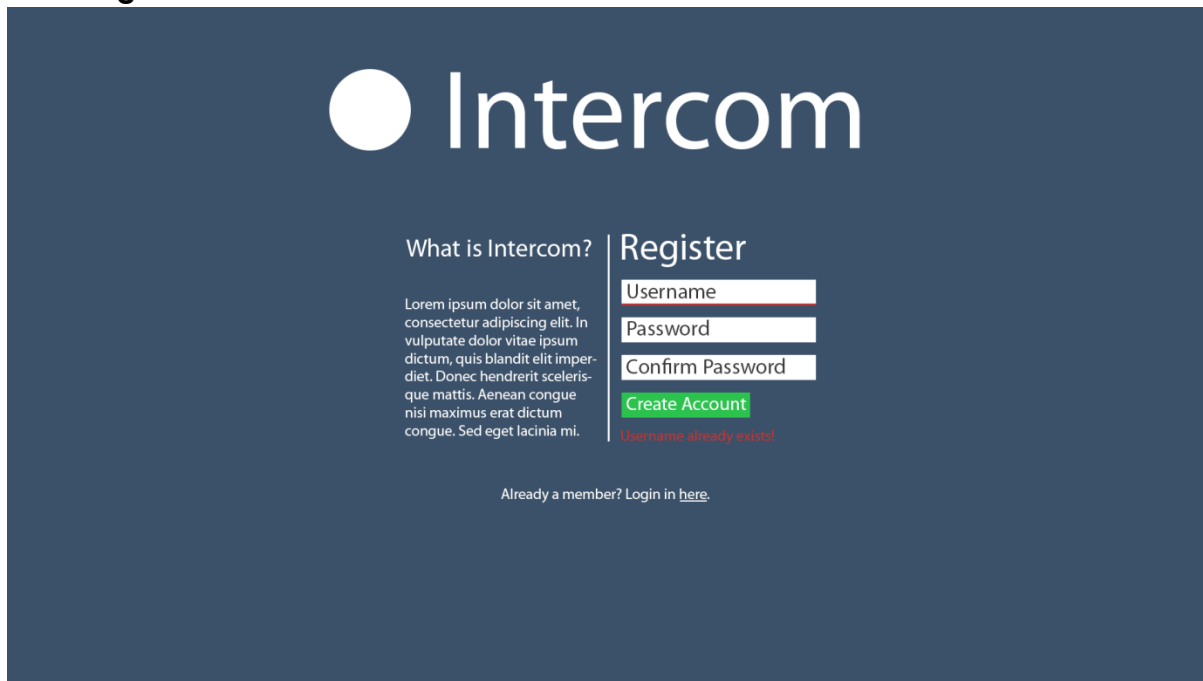 Intercom
What is Intercom?
Lorem ipsum dolor sit amet,
consectetur adipiscing elit. In
vulputate dolor vitae ipsum
dictum, quis blandit elit imper-
diet. Donec hendrerit sceleris-
que mattis. Aenean congue
nisi maximus erat dictum
congue. Sed eget lacinia mi.
Register
Username
Password
Confirm Password
Create Account
Username already exists!
Already a member? Login in here.